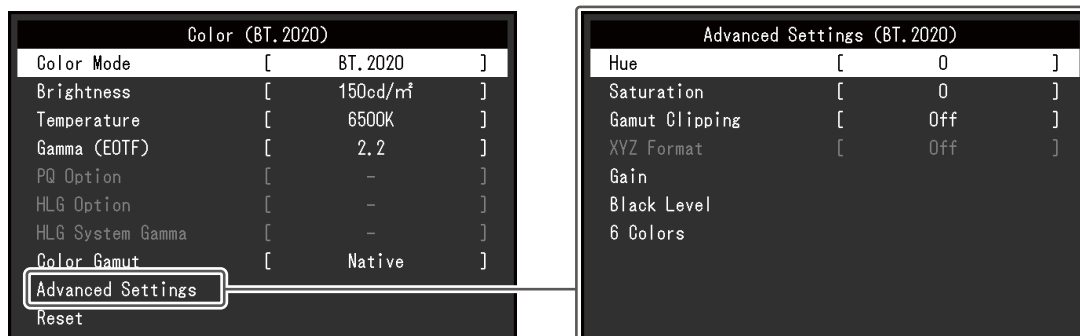 Color (BT.2020)
Color Mode [ BT.2020 ]
Brightness [ 150cd/㎡ ]
Temperature [ 6500K ]
Gamma (EOTF) [ 2.2 ]
PQ Option [ – ]
HLG Option [ – ]
HLG System Gamma [ – ]
Color Gamut [ Native ]
Advanced Settings
Reset
Advanced Settings (BT.2020)
Hue [ 0 ]
Saturation [ 0 ]
Gamut Clipping [ Off ]
XYZ Format [ Off ]
Gain
Black Level
6 Colors